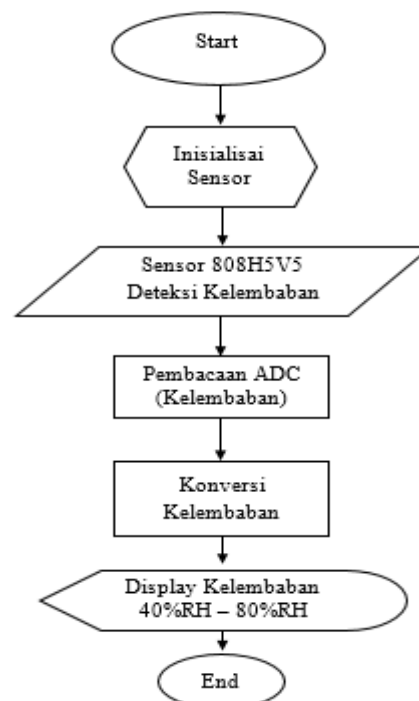 Start
Inisialisai
Sensor
Sensor 808H5V5
Deteksi Kelembaban
Pembacaan ADC
(Kelembaban)
Konversi
Kelembaban
Display Kelembaban
40%RH – 80%RH
End